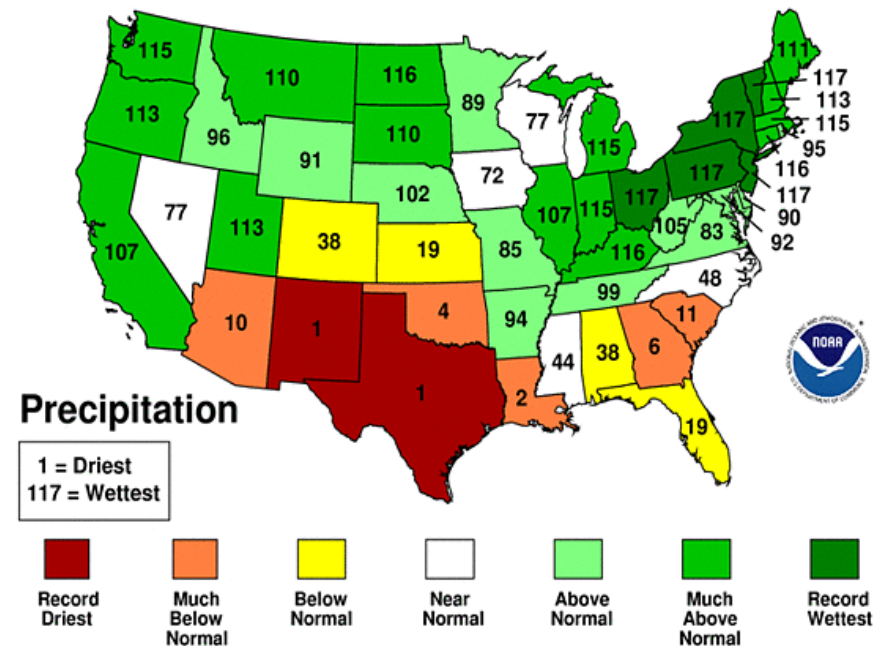 115
110
116
89
77
111
117
113
115
95
116
117
90
92
113
96
91
110
115
117
117
77
113
102
72
107
115
117
105
83
107
38
19
85
116
48
99
10
1
4
94
44
38
6
11
1
2
19
NOAA
Precipitation
1 = Driest
117 = Wettest
Record
Driest
Much
Below
Normal
Below
Normal
Near
Normal
Above
Normal
Much
Above
Normal
Record
Wettest